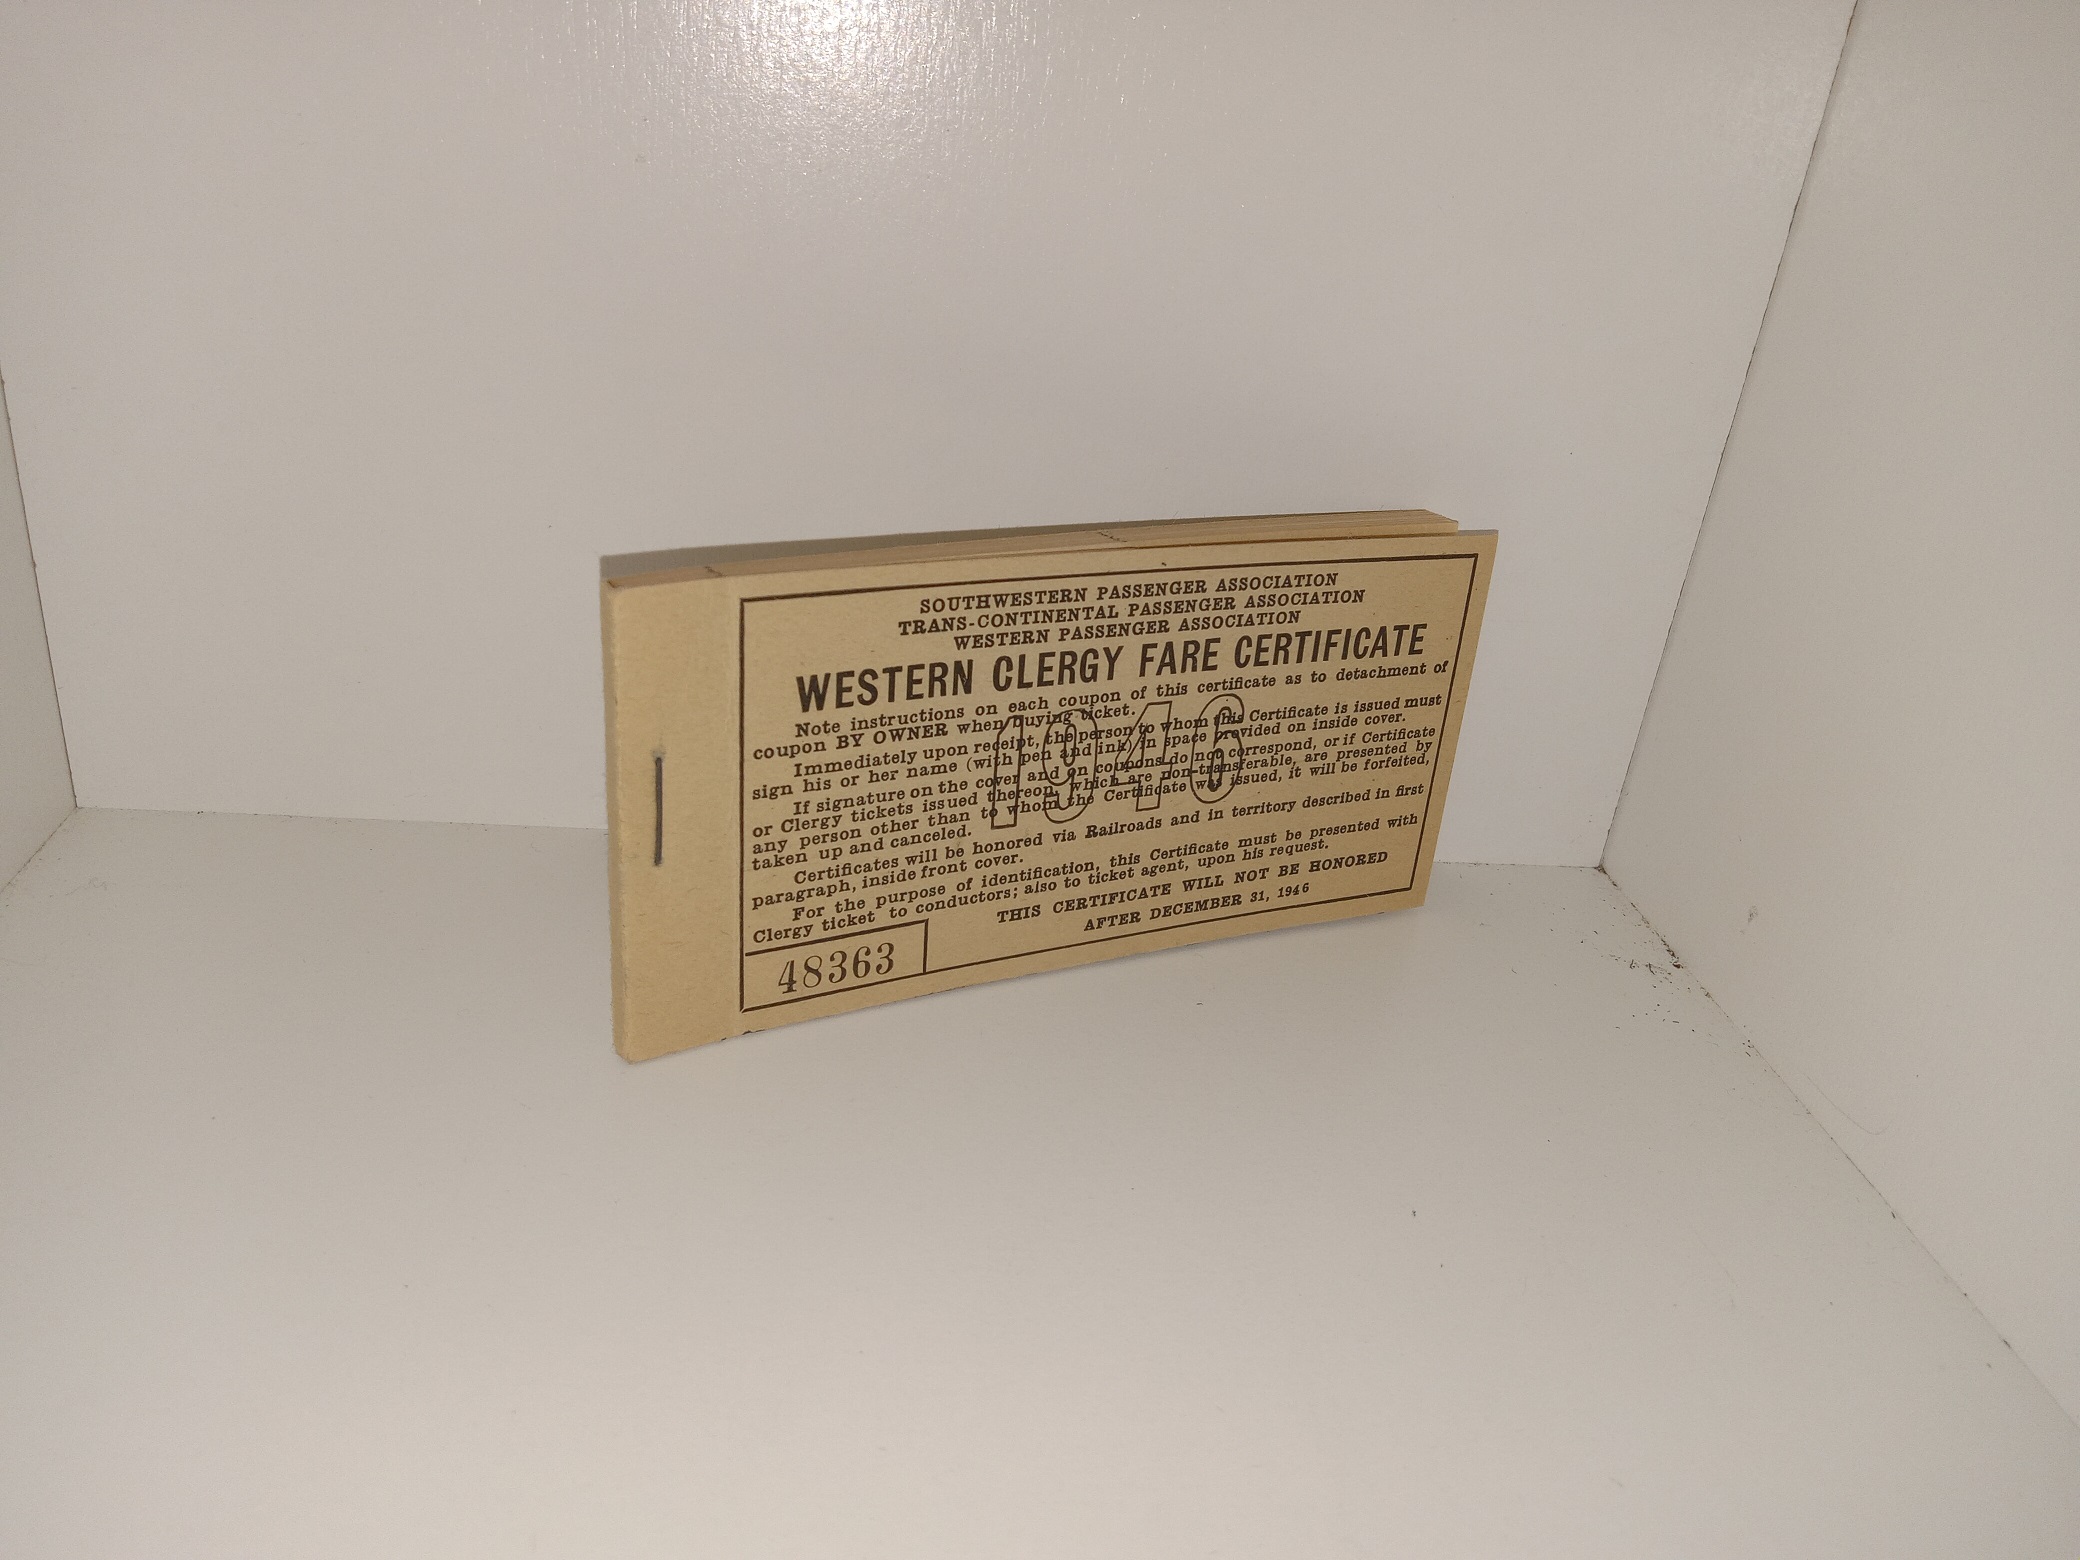 SOUTHWESTERN PASSENGER ASSOCIATION
TRANS-CONTINENTAL PASSENGER ASSOCIATION
WESTERN PASSENGER ASSOCIATION
WESTERN CLERGY FARE CERTIFICATE
Note instructions on each coupon of this certificate as to detachment of
coupon BY OWNER when buying ticket.
Immediately upon receipt, the person to whom this Certificate is issued must
sign his or her name (with pen and ink) in space provided on inside cover.
If signature on the cover and on coupons do not correspond, or if Certificate
or Clergy tickets issued thereon, which are non-transferable, are presented by
any person other than to whom the Certificate was issued, it will be forfeited,
taken up and canceled.
Certificates will be honored via Railroads and in territory described in first
paragraph, inside front cover.
For the purpose of identification, this Certificate must be presented with
Clergy ticket to conductors; also to ticket agent, upon his request.
THIS CERTIFICATE WILL NOT BE HONORED
AFTER DECEMBER 31, 1946
1946
48363